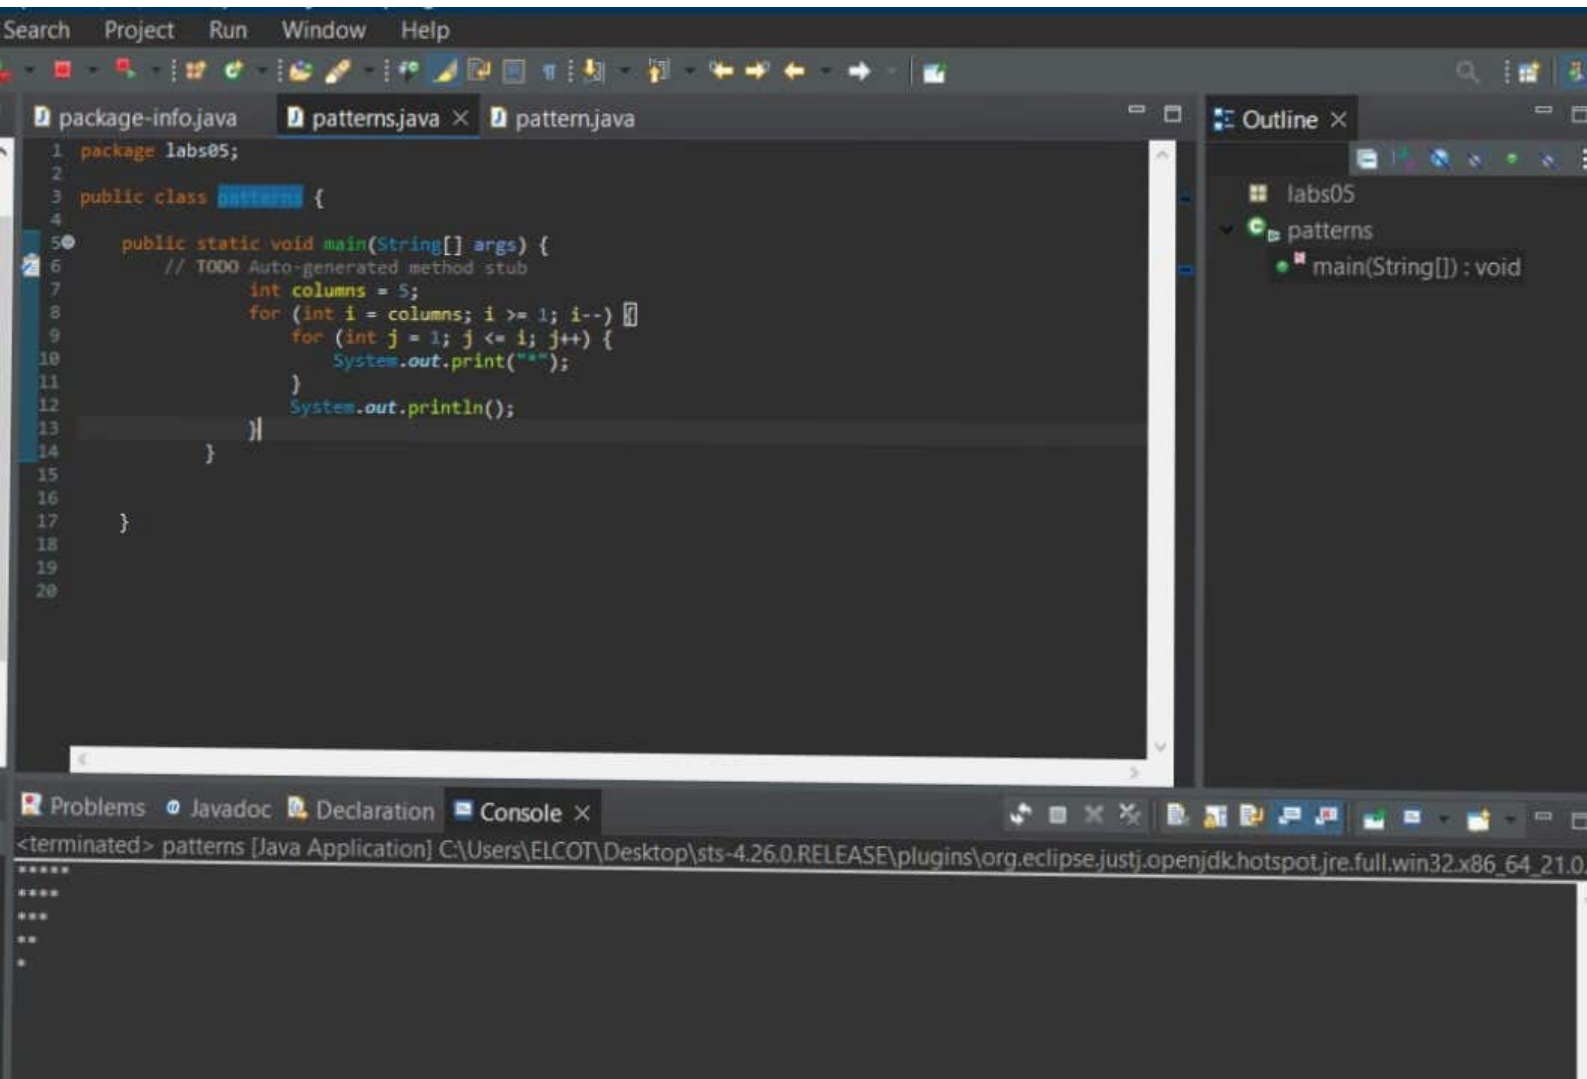 Search Project Run Window Help
package-info.java patterns.java × pattern.java
Outline ×
1 package labs05;
2
3 public class patterns {
4
5 public static void main(String[] args) {
6 // TODO Auto-generated method stub
7 int columns = 5;
8 for (int i = columns; i >= 1; i--) {
9 for (int j = 1; j <= i; j++) {
10 System.out.print("*");
11 }
12 System.out.println();
13 }
14 }
15
16
17 }
18
19
20
labs05
patterns
main(String[]) : void
Problems @ Javadoc Declaration Console ×
<terminated> patterns [Java Application] C:\Users\ELCOT\Desktop\sts-4.26.0.RELEASE\plugins\org.eclipse.justj.openjdk.hotspot.jre.full.win32.x86_64_21.0.
*****
****
***
**
*